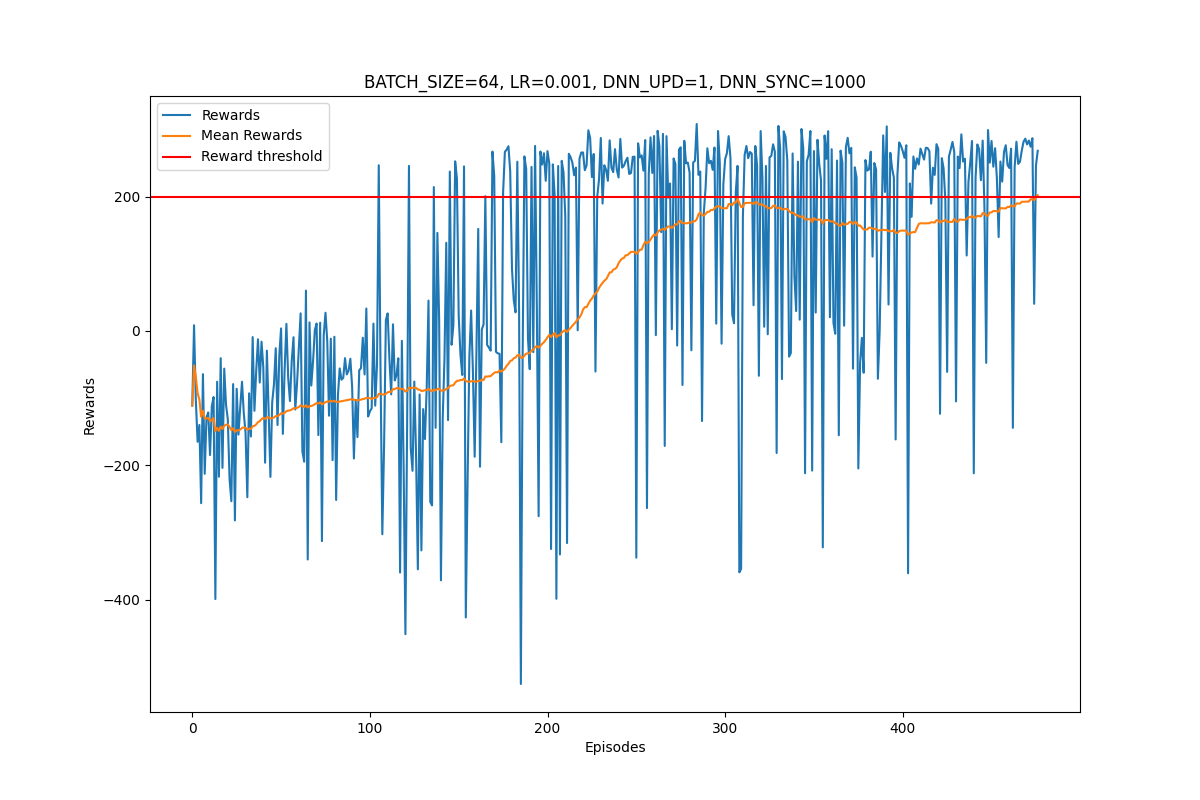 BATCH_SIZE=64, LR=0.001, DNN_UPD=1, DNN_SYNC=1000
Rewards
Mean Rewards
Reward threshold
200
0
−200
−400
Rewards
0
100
200
300
400
Episodes